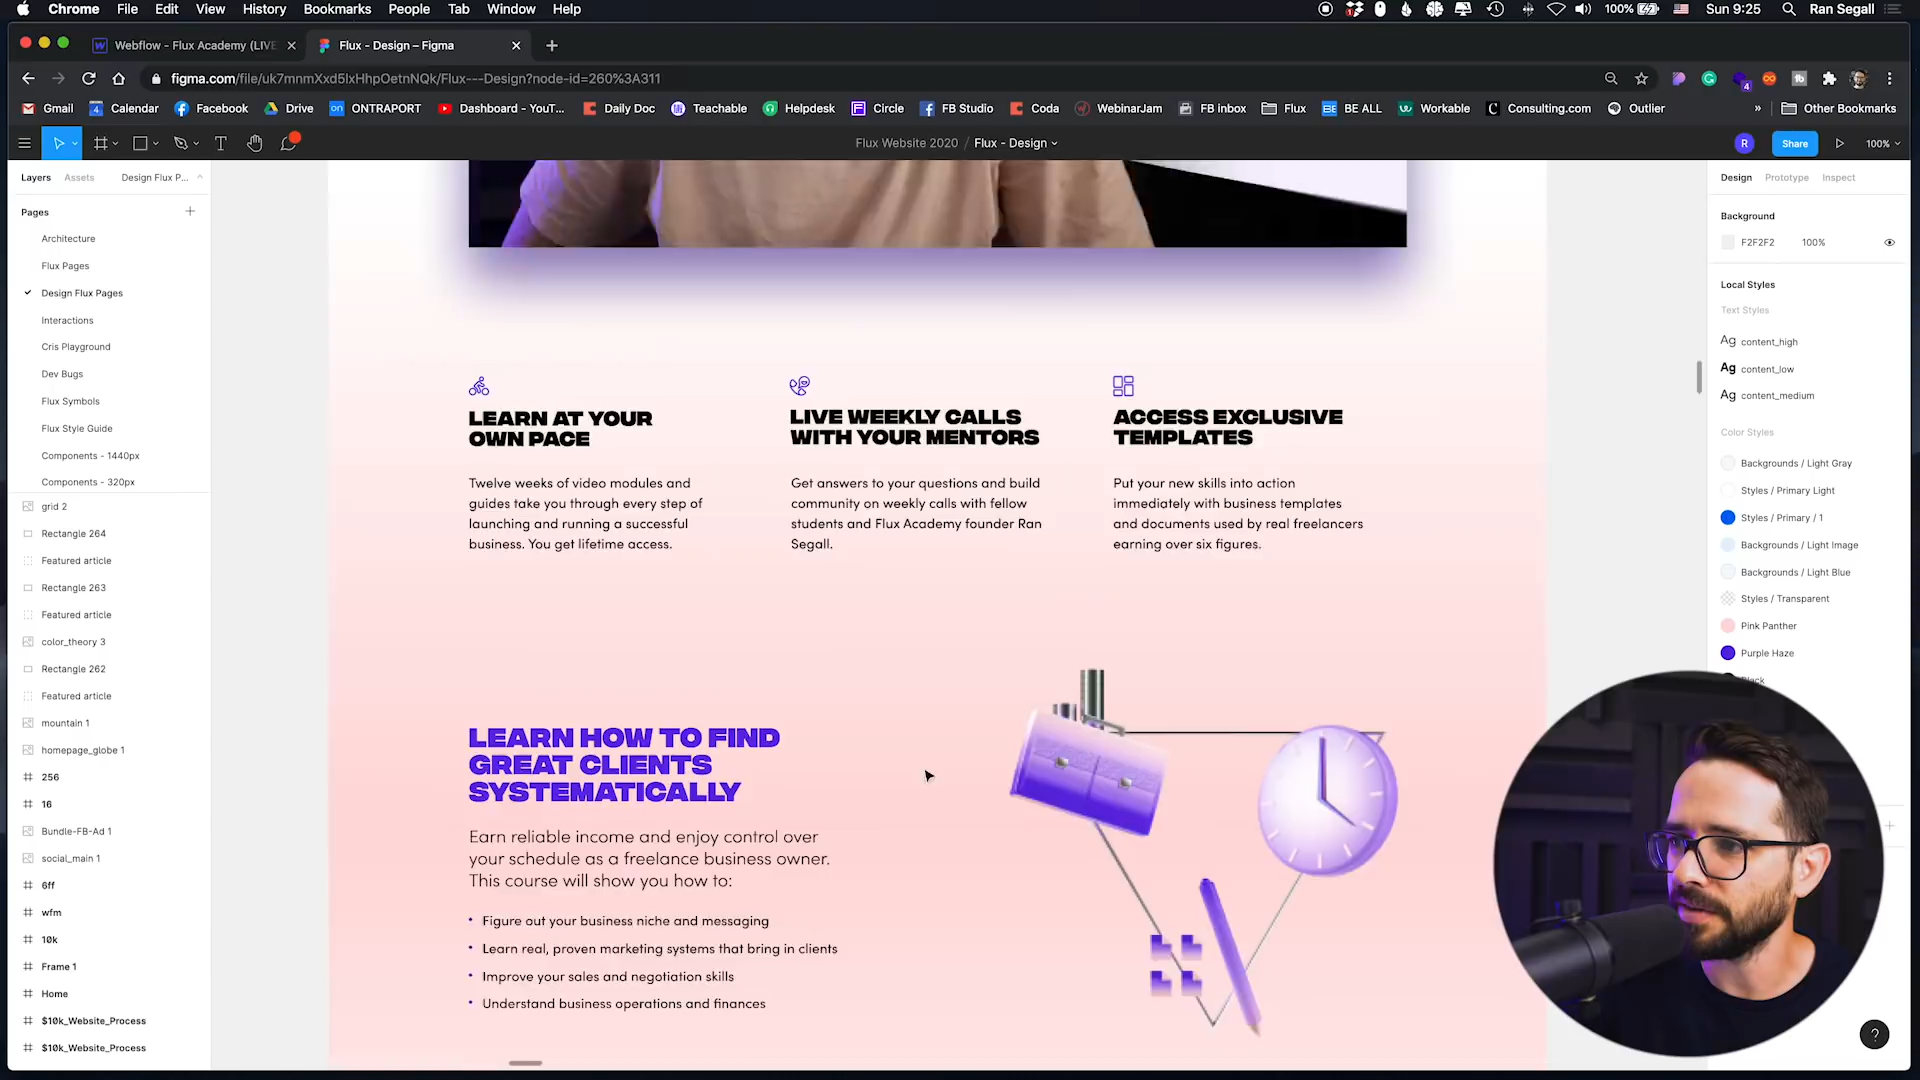 Chrome File Edit View History Bookmarks People Tab Window Help
100% Sun 9:25 Ran Segall
Webflow - Flux Academy (LIVE
Flux - Design – Figma
figma.com/file/uk7mnmXxd5lxHhpOetnNQk/Flux---Design?node-id=260%3A311
Gmail Calendar Facebook Drive ONTRAPORT Dashboard - YouT... Daily Doc Teachable Helpdesk Circle FB Studio Coda WebinarJam FB inbox Flux BE ALL Workable Consulting.com Outlier » Other Bookmarks
Flux Website 2020 / Flux - Design
R Share 100%
Layers Assets Design Flux P...
Pages
Architecture
Flux Pages
Design Flux Pages
Interactions
Cris Playground
Dev Bugs
Flux Symbols
Flux Style Guide
Components - 1440px
Components - 320px
grid 2
Rectangle 264
Featured article
Rectangle 263
Featured article
color_theory 3
Rectangle 262
Featured article
mountain 1
homepage_globe 1
256
16
Bundle-FB-Ad 1
social_main 1
6ff
wfm
10k
Frame 1
Home
$10k_Website_Process
$10k_Website_Process
LEARN AT YOUR
OWN PACE
Twelve weeks of video modules and
guides take you through every step of
launching and running a successful
business. You get lifetime access.
LIVE WEEKLY CALLS
WITH YOUR MENTORS
Get answers to your questions and build
community on weekly calls with fellow
students and Flux Academy founder Ran
Segall.
ACCESS EXCLUSIVE
TEMPLATES
Put your new skills into action
immediately with business templates
and documents used by real freelancers
earning over six figures.
LEARN HOW TO FIND
GREAT CLIENTS
SYSTEMATICALLY
Earn reliable income and enjoy control over
your schedule as a freelance business owner.
This course will show you how to:
• Figure out your business niche and messaging
• Learn real, proven marketing systems that bring in clients
• Improve your sales and negotiation skills
• Understand business operations and finances
Design Prototype Inspect
Background
F2F2F2 100%
Local Styles
Text Styles
Ag content_high
Ag content_low
Ag content_medium
Color Styles
Backgrounds / Light Gray
Styles / Primary Light
Styles / Primary / 1
Backgrounds / Light Image
Backgrounds / Light Blue
Styles / Transparent
Pink Panther
Purple Haze
?